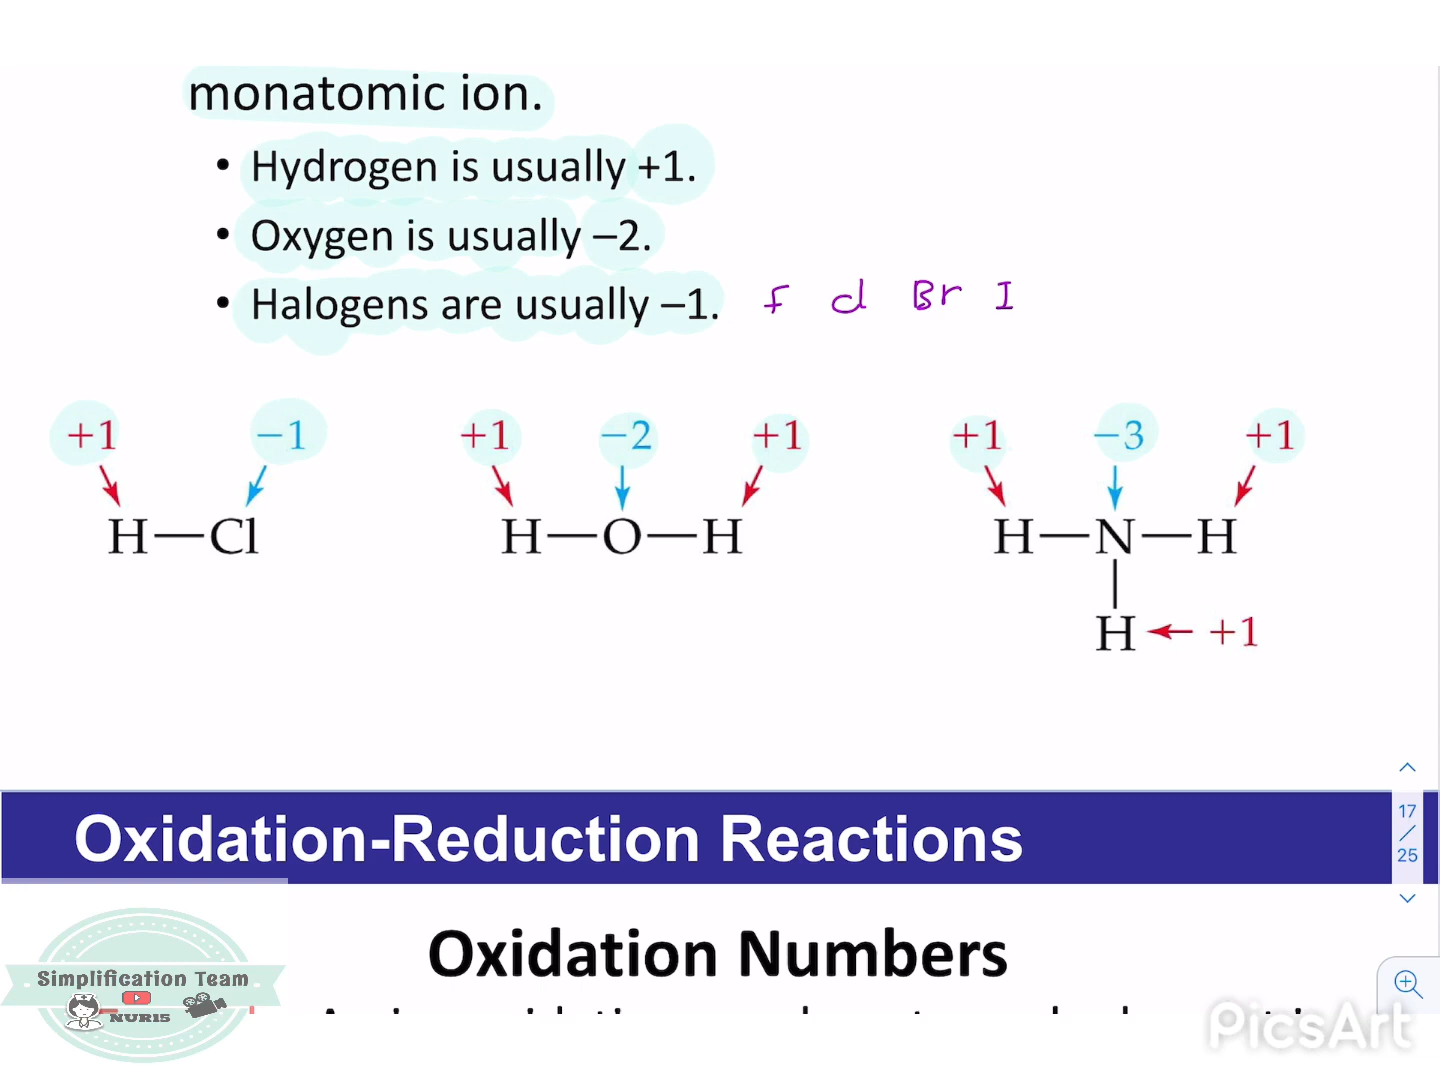 monatomic ion.
• Hydrogen is usually +1.
• Oxygen is usually –2.
• Halogens are usually –1. F Cl Br I
+1 −1 +1 −2 +1 +1 −3 +1
H—Cl H—O—H H—N—H
H ← +1
Oxidation-Reduction Reactions
17
/
25
Oxidation Numbers
Simplification Team
NUR15
PicsArt